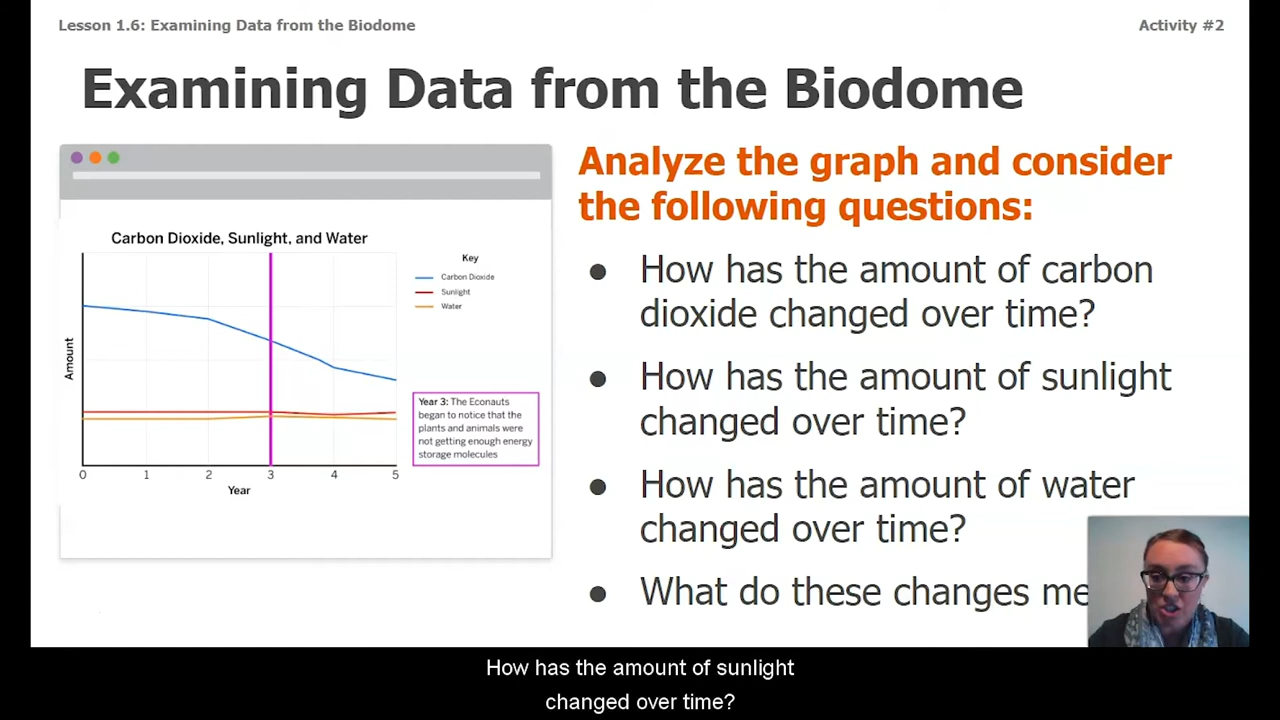 Lesson 1.6: Examining Data from the Biodome
Activity #2
Examining Data from the Biodome
Carbon Dioxide, Sunlight, and Water
Key
Carbon Dioxide
Sunlight
Water
Amount
Year 3: The Econauts
began to notice that the
plants and animals were
not getting enough energy
storage molecules
0 1 2 3 4 5
Year
Analyze the graph and consider
the following questions:
● How has the amount of carbon
dioxide changed over time?
● How has the amount of sunlight
changed over time?
● How has the amount of water
changed over time?
● What do these changes me
How has the amount of sunlight
changed over time?